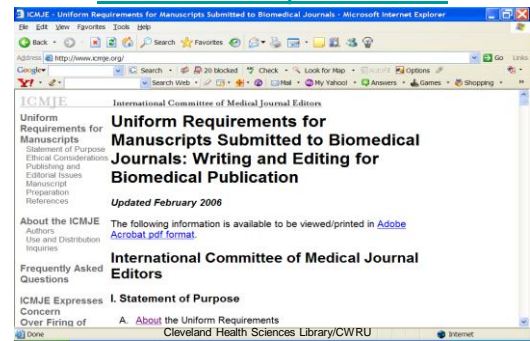 ICMJE - Uniform Requirements for Manuscripts Submitted to Biomedical Journals - Microsoft Internet Explorer
File Edit View Favorites Tools Help
Back Search Favorites
Address http://www.icmje.org/ Go Links
Google Search 20 blocked Check Look for Map Options
Y! Search Web Mail My Yahoo! Answers Games Shopping
ICMJE
Uniform
Requirements for
Manuscripts
Statement of Purpose
Ethical Considerations
Publishing and
Editorial Issues
Manuscript
Preparation
References
About the ICMJE
Authors
Use and Distribution
Inquiries
Frequently Asked
Questions
ICMJE Expresses
Concern
Over Firing of
International Committee of Medical Journal Editors
Uniform Requirements for
Manuscripts Submitted to Biomedical
Journals: Writing and Editing for
Biomedical Publication
Updated February 2006
The following information is available to be viewed/printed in Adobe
Acrobat pdf format.
International Committee of Medical Journal
Editors
I. Statement of Purpose
A. About the Uniform Requirements
Done Cleveland Health Sciences Library/CWRU Internet